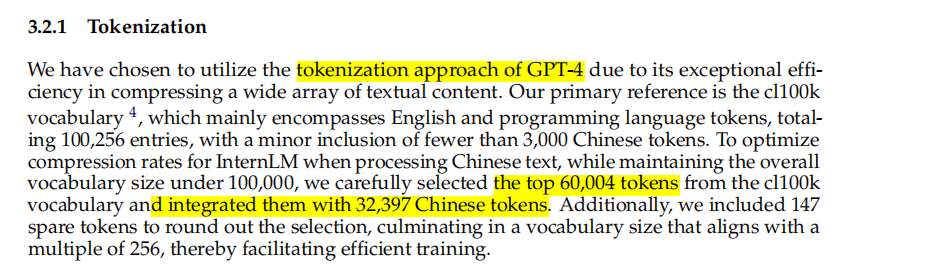 3.2.1 Tokenization
We have chosen to utilize the tokenization approach of GPT-4 due to its exceptional effi-
ciency in compressing a wide array of textual content. Our primary reference is the cl100k
vocabulary 4, which mainly encompasses English and programming language tokens, total-
ing 100,256 entries, with a minor inclusion of fewer than 3,000 Chinese tokens. To optimize
compression rates for InternLM when processing Chinese text, while maintaining the overall
vocabulary size under 100,000, we carefully selected the top 60,004 tokens from the cl100k
vocabulary and integrated them with 32,397 Chinese tokens. Additionally, we included 147
spare tokens to round out the selection, culminating in a vocabulary size that aligns with a
multiple of 256, thereby facilitating efficient training.